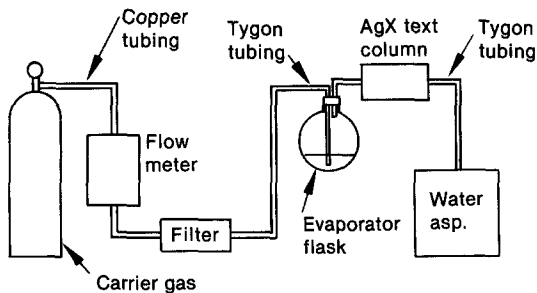 Copper
tubing
Tygon
tubing
AgX text
column
Tygon
tubing
Flow
meter
Filter
Evaporator
flask
Water
asp.
Carrier gas